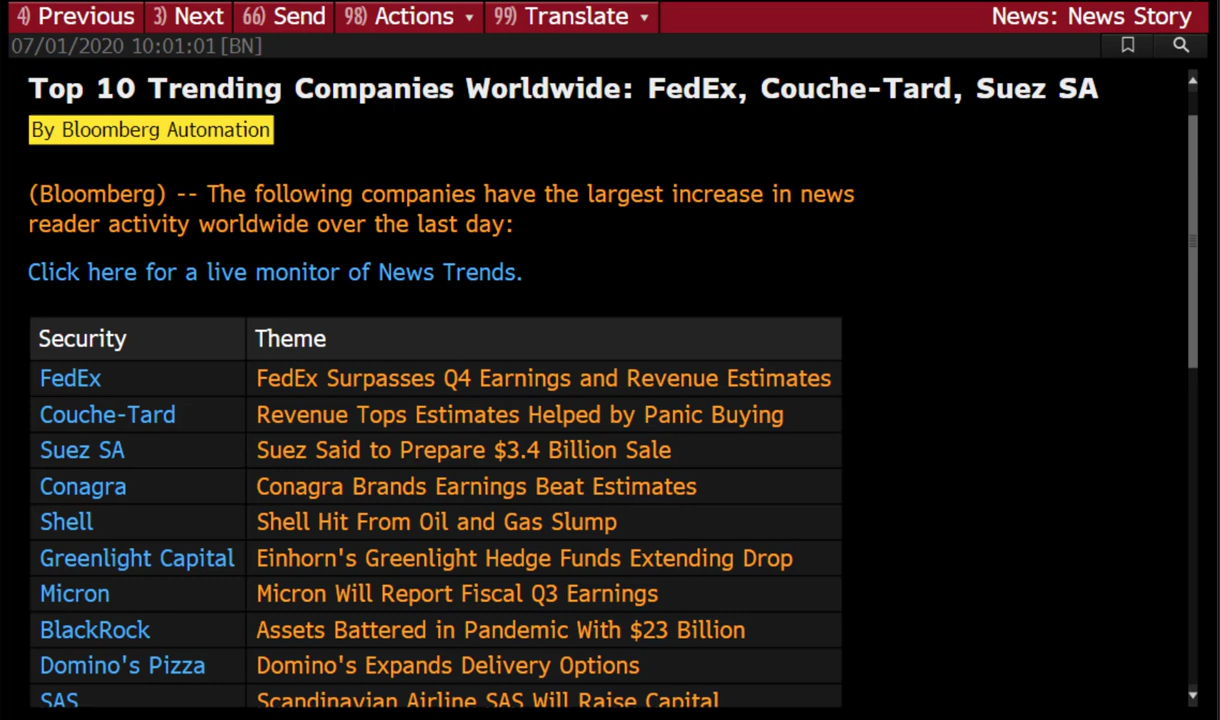 4) Previous 3) Next 66) Send 98) Actions 99) Translate News: News Story
07/01/2020 10:01:01 [BN]
Top 10 Trending Companies Worldwide: FedEx, Couche-Tard, Suez SA
By Bloomberg Automation
(Bloomberg) -- The following companies have the largest increase in news
reader activity worldwide over the last day:
Click here for a live monitor of News Trends.
Security Theme
FedEx FedEx Surpasses Q4 Earnings and Revenue Estimates
Couche-Tard Revenue Tops Estimates Helped by Panic Buying
Suez SA Suez Said to Prepare $3.4 Billion Sale
Conagra Conagra Brands Earnings Beat Estimates
Shell Shell Hit From Oil and Gas Slump
Greenlight Capital Einhorn's Greenlight Hedge Funds Extending Drop
Micron Micron Will Report Fiscal Q3 Earnings
BlackRock Assets Battered in Pandemic With $23 Billion
Domino's Pizza Domino's Expands Delivery Options
SAS Scandinavian Airline SAS Will Raise Capital